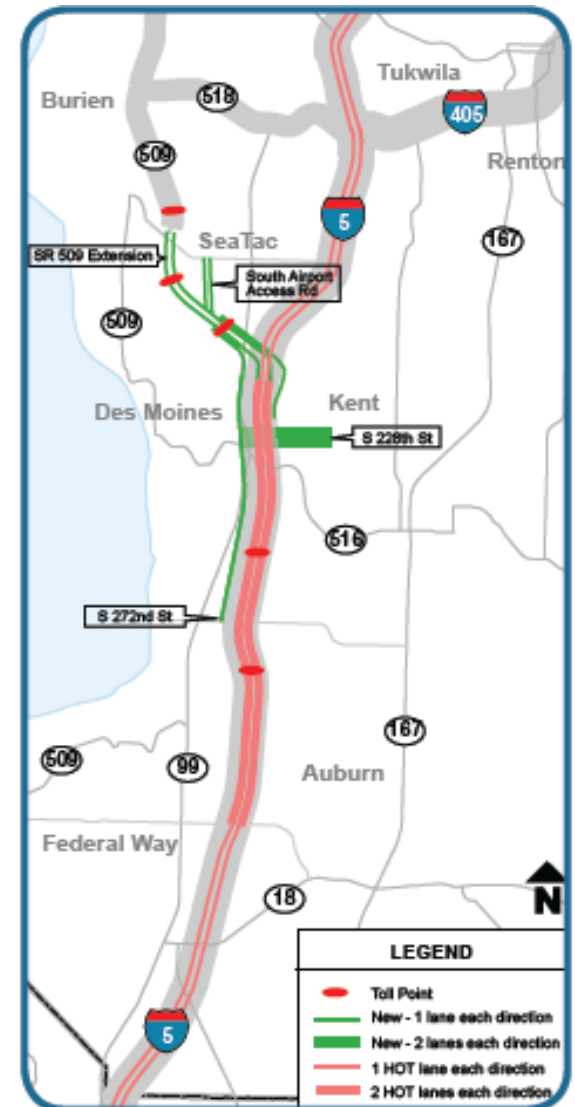 Tukwila
Burien
518
405
509
Renton
5
167
SeaTac
SR 509 Extension
South Airport
Access Rd
509
Des Moines
Kent
S 228th St
516
S 272nd St
167
509
99
Auburn
Federal Way
18
N
5
LEGEND
Toll Point
New - 1 lane each direction
New - 2 lanes each direction
1 HOT lane each direction
2 HOT lanes each direction